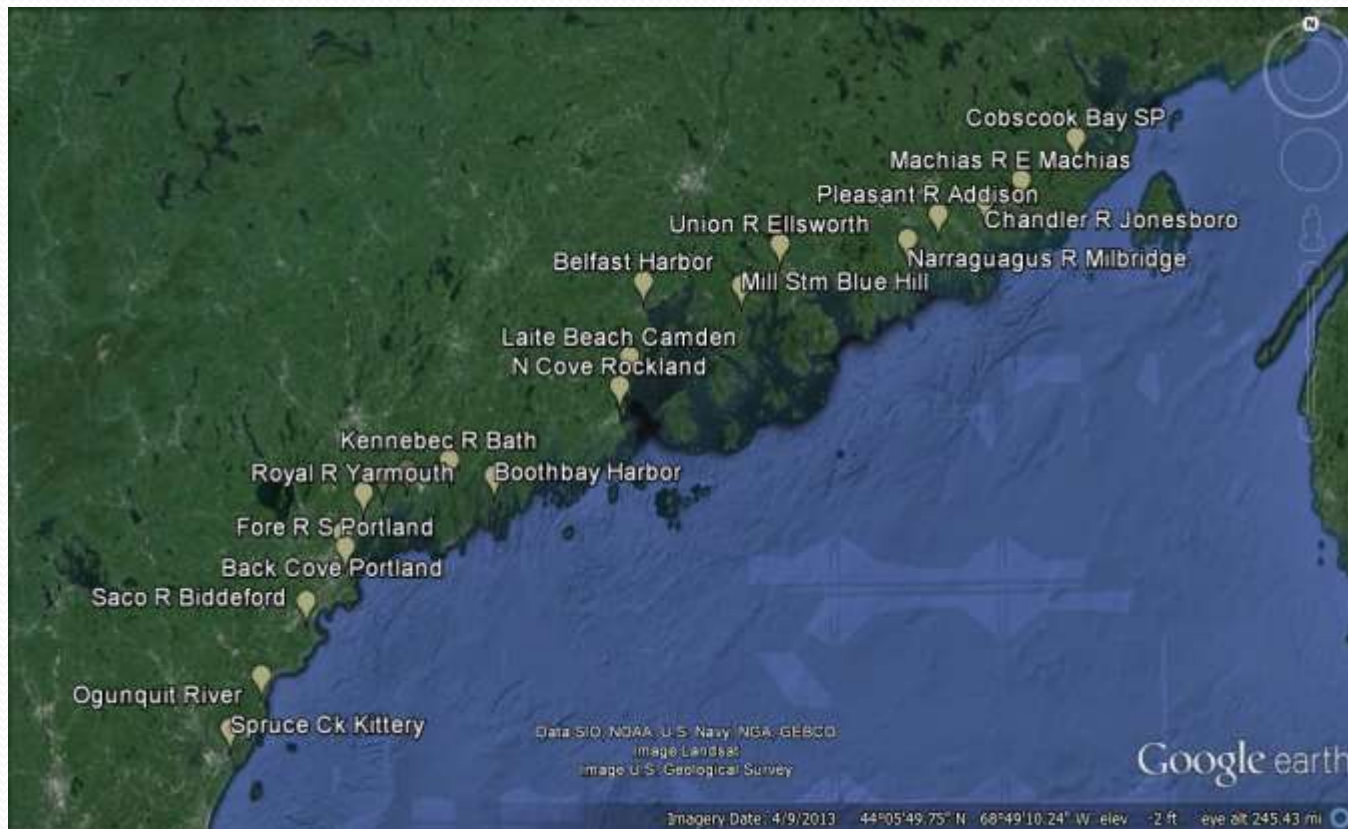 N
Cobscook Bay SP
Machias R E Machias
Pleasant R Addison
Chandler R Jonesboro
Union R Ellsworth
Narraguagus R Milbridge
Belfast Harbor
Mill Stm Blue Hill
Laite Beach Camden
N Cove Rockland
Kennebec R Bath
Royal R Yarmouth
Boothbay Harbor
Fore R S Portland
Back Cove Portland
Saco R Biddeford
Ogunquit River
Spruce Ck Kittery
Data SIO, NOAA, U.S. Navy, NGA, GEBCO
Image Landsat
Image U.S. Geological Survey
Google earth
Imagery Date: 4/9/2013 44°05'49.75" N 68°49'10.24" W elev -2 ft eye alt 245.43 mi